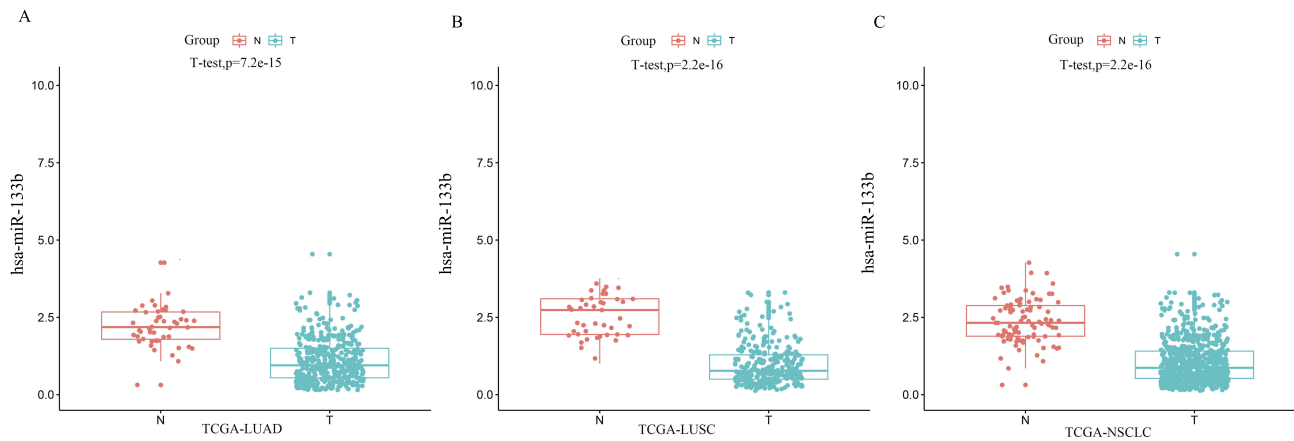 A
Group N T
T-test,p=7.2e-15
10.0
7.5
5.0
2.5
0.0
hsa-miR-133b
N T
TCGA-LUAD
B
Group N T
T-test,p=2.2e-16
10.0
7.5
5.0
2.5
0.0
hsa-miR-133b
N T
TCGA-LUSC
C
Group N T
T-test,p=2.2e-16
10.0
7.5
5.0
2.5
0.0
hsa-miR-133b
N T
TCGA-NSCLC